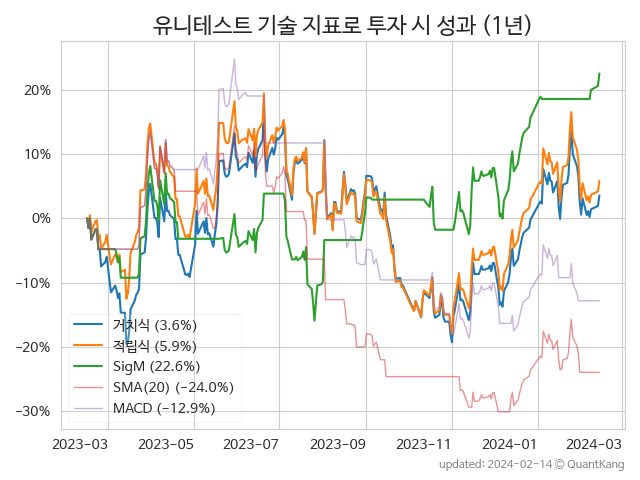 유니테스트 기술 지표로 투자 시 성과 (1년)
20%
10%
0%
−10%
−20%
−30%
거치식 (3.6%)
적립식 (5.9%)
SigM (22.6%)
SMA(20) (−24.0%)
MACD (−12.9%)
2023−03
2023−05
2023−07
2023−09
2023−11
2024−01
2024−03
updated: 2024-02-14 © QuantKang